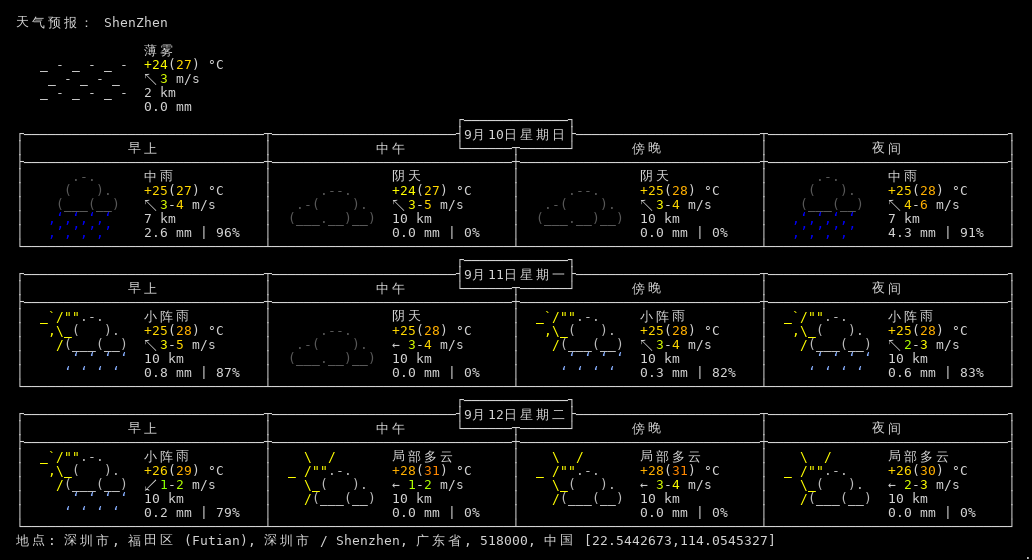 天气预报： ShenZhen
薄雾
+24(27) °C
↖ 3 m/s
2 km
0.0 mm
9月10日星期日
早上 中午 傍晚 夜间
中雨 阴天 阴天 中雨
+25(27) °C +24(27) °C +25(28) °C +25(28) °C
↖ 3-4 m/s ↖ 3-5 m/s ↖ 3-4 m/s ↖ 4-6 m/s
7 km 10 km 10 km 7 km
2.6 mm | 96% 0.0 mm | 0% 0.0 mm | 0% 4.3 mm | 91%
9月11日星期一
早上 中午 傍晚 夜间
小阵雨 阴天 小阵雨 小阵雨
+25(28) °C +25(28) °C +25(28) °C +25(28) °C
↖ 3-5 m/s ← 3-4 m/s ↖ 3-4 m/s ↖ 2-3 m/s
10 km 10 km 10 km 10 km
0.8 mm | 87% 0.0 mm | 0% 0.3 mm | 82% 0.6 mm | 83%
9月12日星期二
早上 中午 傍晚 夜间
小阵雨 局部多云 局部多云 局部多云
+26(29) °C +28(31) °C +28(31) °C +26(30) °C
↙ 1-2 m/s ← 1-2 m/s ← 3-4 m/s ← 2-3 m/s
10 km 10 km 10 km 10 km
0.2 mm | 79% 0.0 mm | 0% 0.0 mm | 0% 0.0 mm | 0%
地点: 深圳市, 福田区 (Futian), 深圳市 / Shenzhen, 广东省, 518000, 中国 [22.5442673,114.0545327]